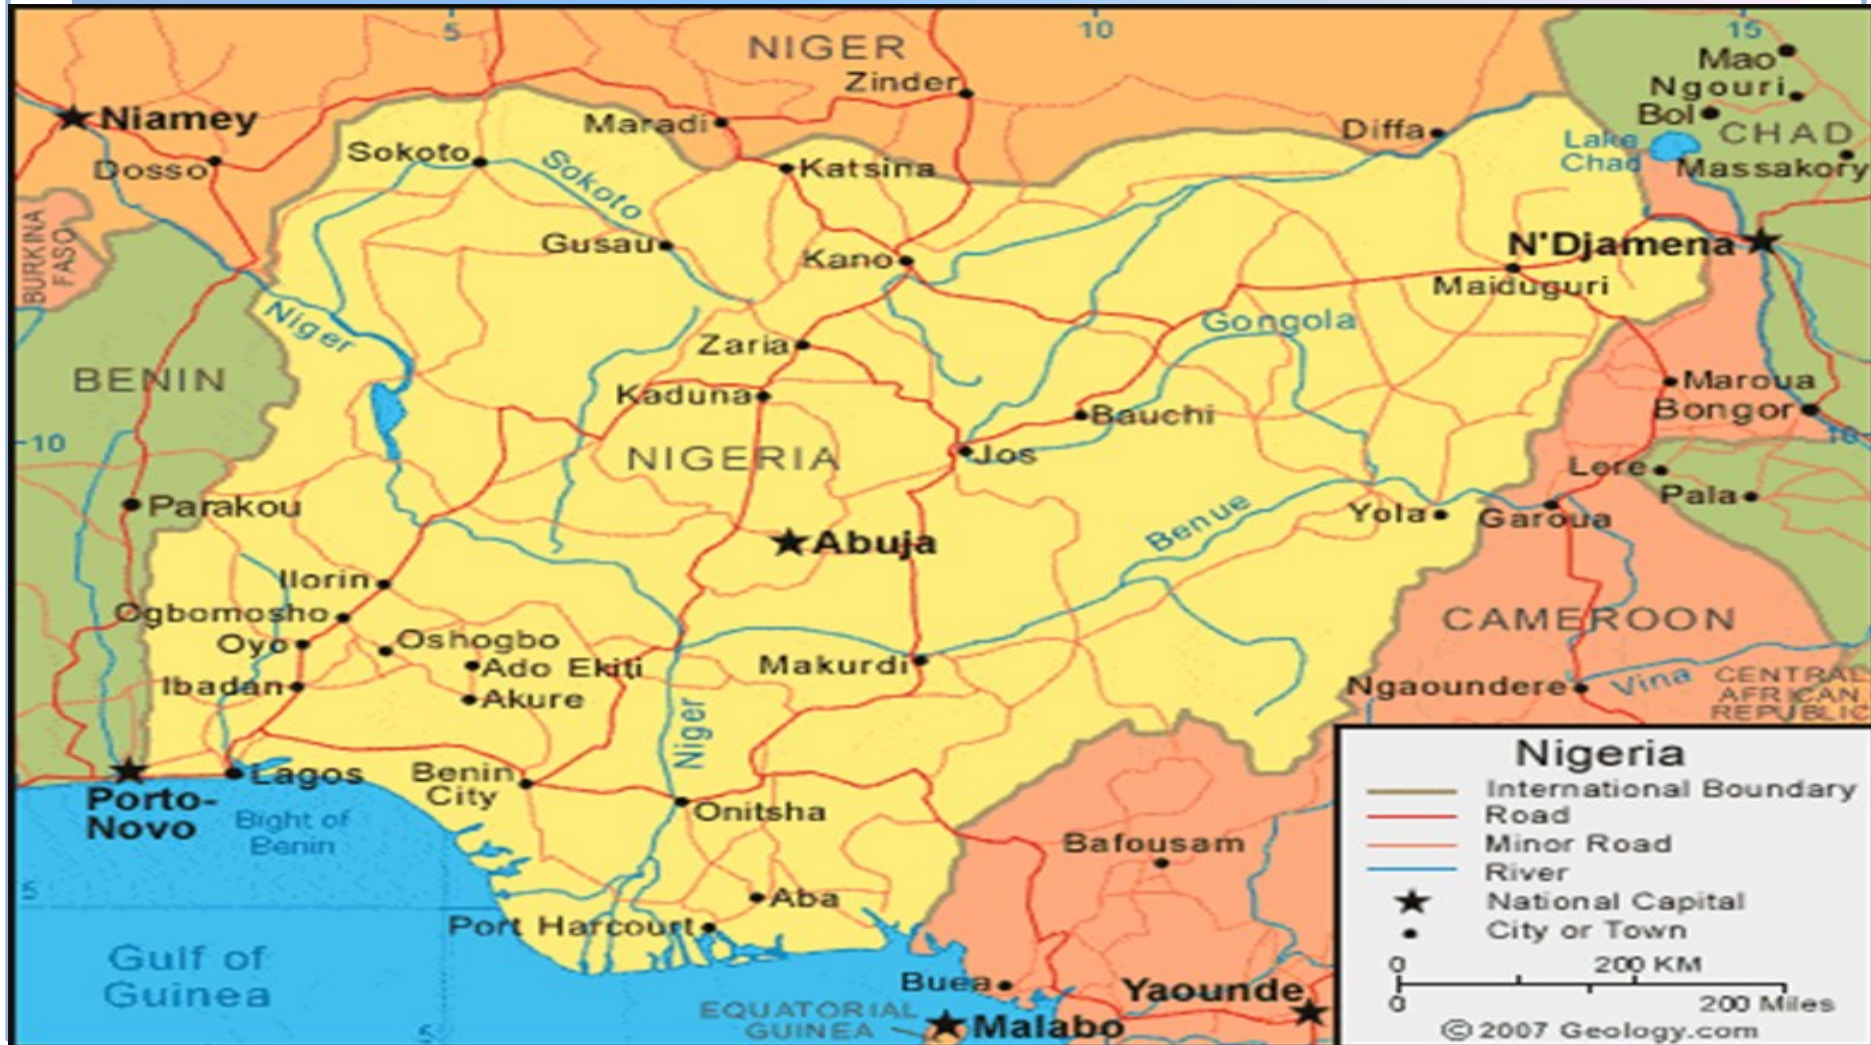 5
10
15
NIGER
Mao
Zinder
Ngouri
Bol
Niamey
Maradi
Diffa
CHAD
Lake
Chad
Sokoto
Dosso
Katsina
Massakory
Sokoto
BURKINA
FASO
Gusau
Kano
N'Djamena
Maiduguri
Niger
Gongola
Zaria
BENIN
Kaduna
Maroua
Bongor
Bauchi
10
10
NIGERIA
Jos
Lere
Pala
Parakou
Benue
Yola
Garoua
Abuja
Ilorin
Ogbomosho
CAMEROON
Oyo
Oshogbo
Ado Ekiti
Makurdi
Ibadan
Akure
Ngaoundere
Vina
CENTRAL
AFRICAN
REPUBLIC
Niger
Lagos
Benin
City
Porto-
Novo
Onitsha
Bight of
Benin
Bafousam
5
Aba
Port Harcourt
Gulf of
Guinea
Buea
Yaounde
EQUATORIAL
GUINEA
Malabo
5
Nigeria
International Boundary
Road
Minor Road
River
National Capital
City or Town
0 200 KM
0 200 Miles
©2007 Geology.com